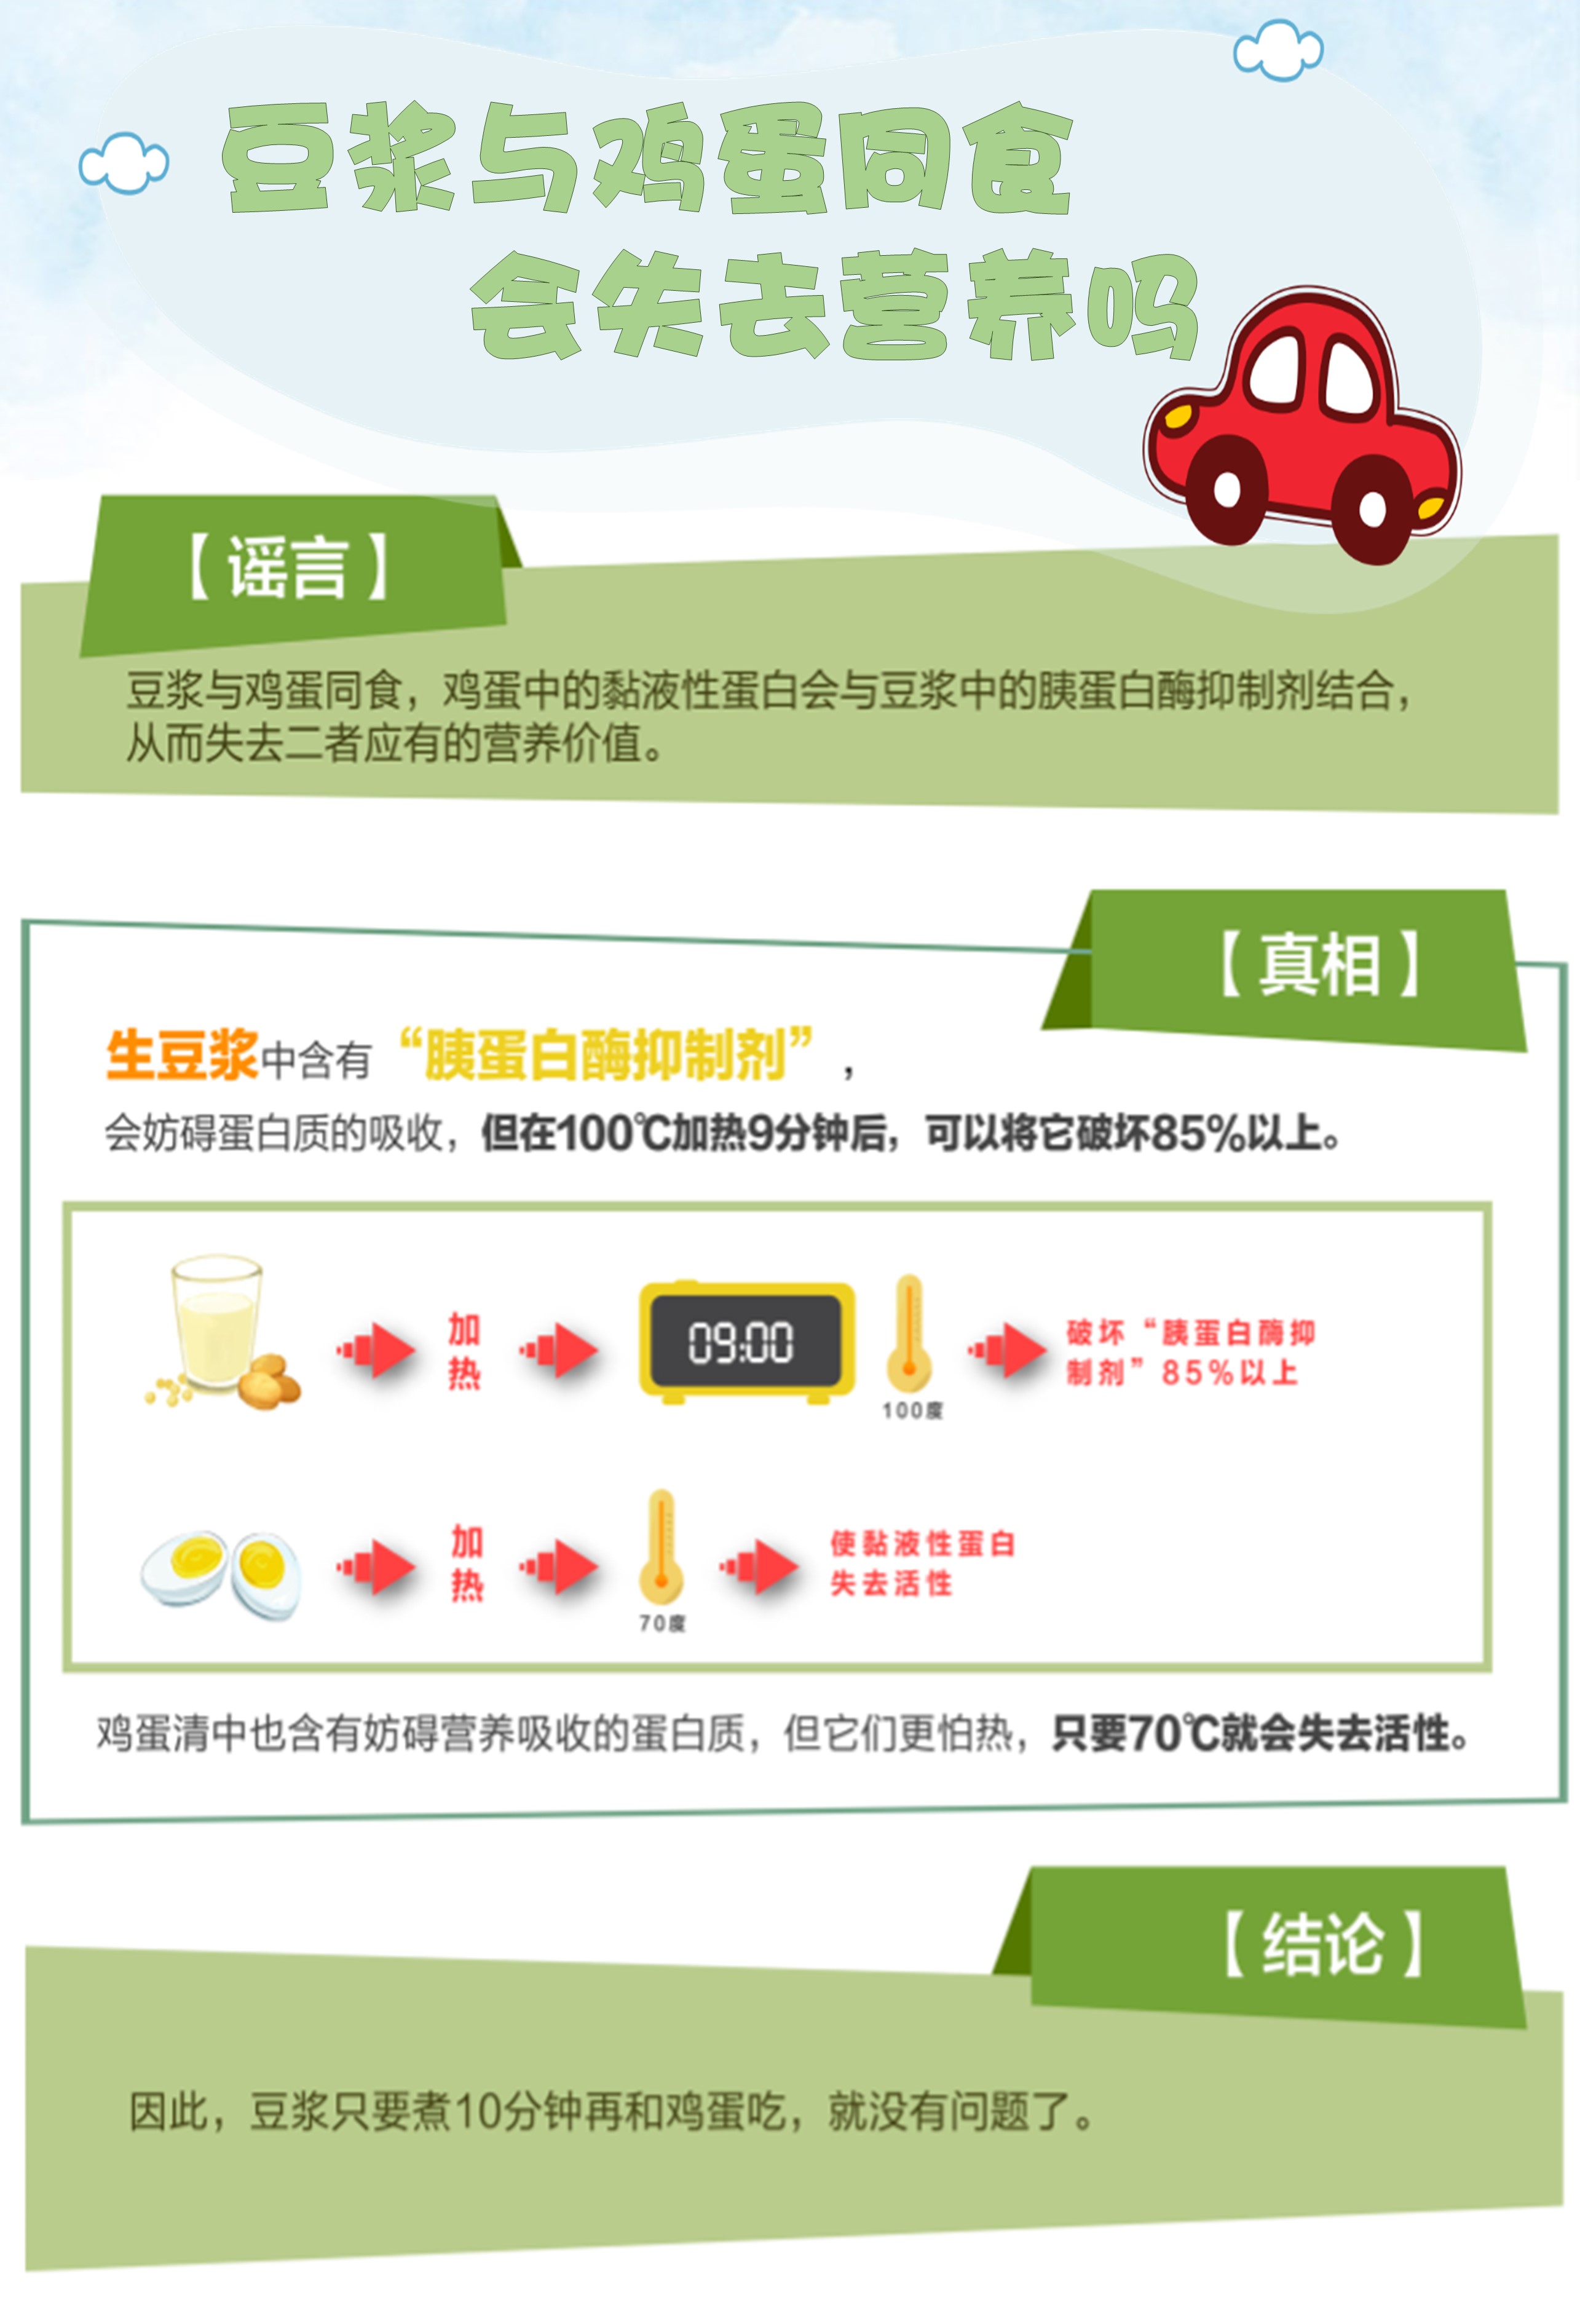 豆浆与鸡蛋同食
会失去营养吗
【谣言】
豆浆与鸡蛋同食，鸡蛋中的黏液性蛋白会与豆浆中的胰蛋白酶抑制剂结合，
从而失去二者应有的营养价值。
【真相】
生豆浆中含有“胰蛋白酶抑制剂”，
会妨碍蛋白质的吸收，但在100℃加热9分钟后，可以将它破坏85%以上。
加
热
09:00
100度
破坏“胰蛋白酶抑
制剂”85%以上
加
热
70度
使黏液性蛋白
失去活性
鸡蛋清中也含有妨碍营养吸收的蛋白质，但它们更怕热，只要70℃就会失去活性。
【结论】
因此，豆浆只要煮10分钟再和鸡蛋吃，就没有问题了。